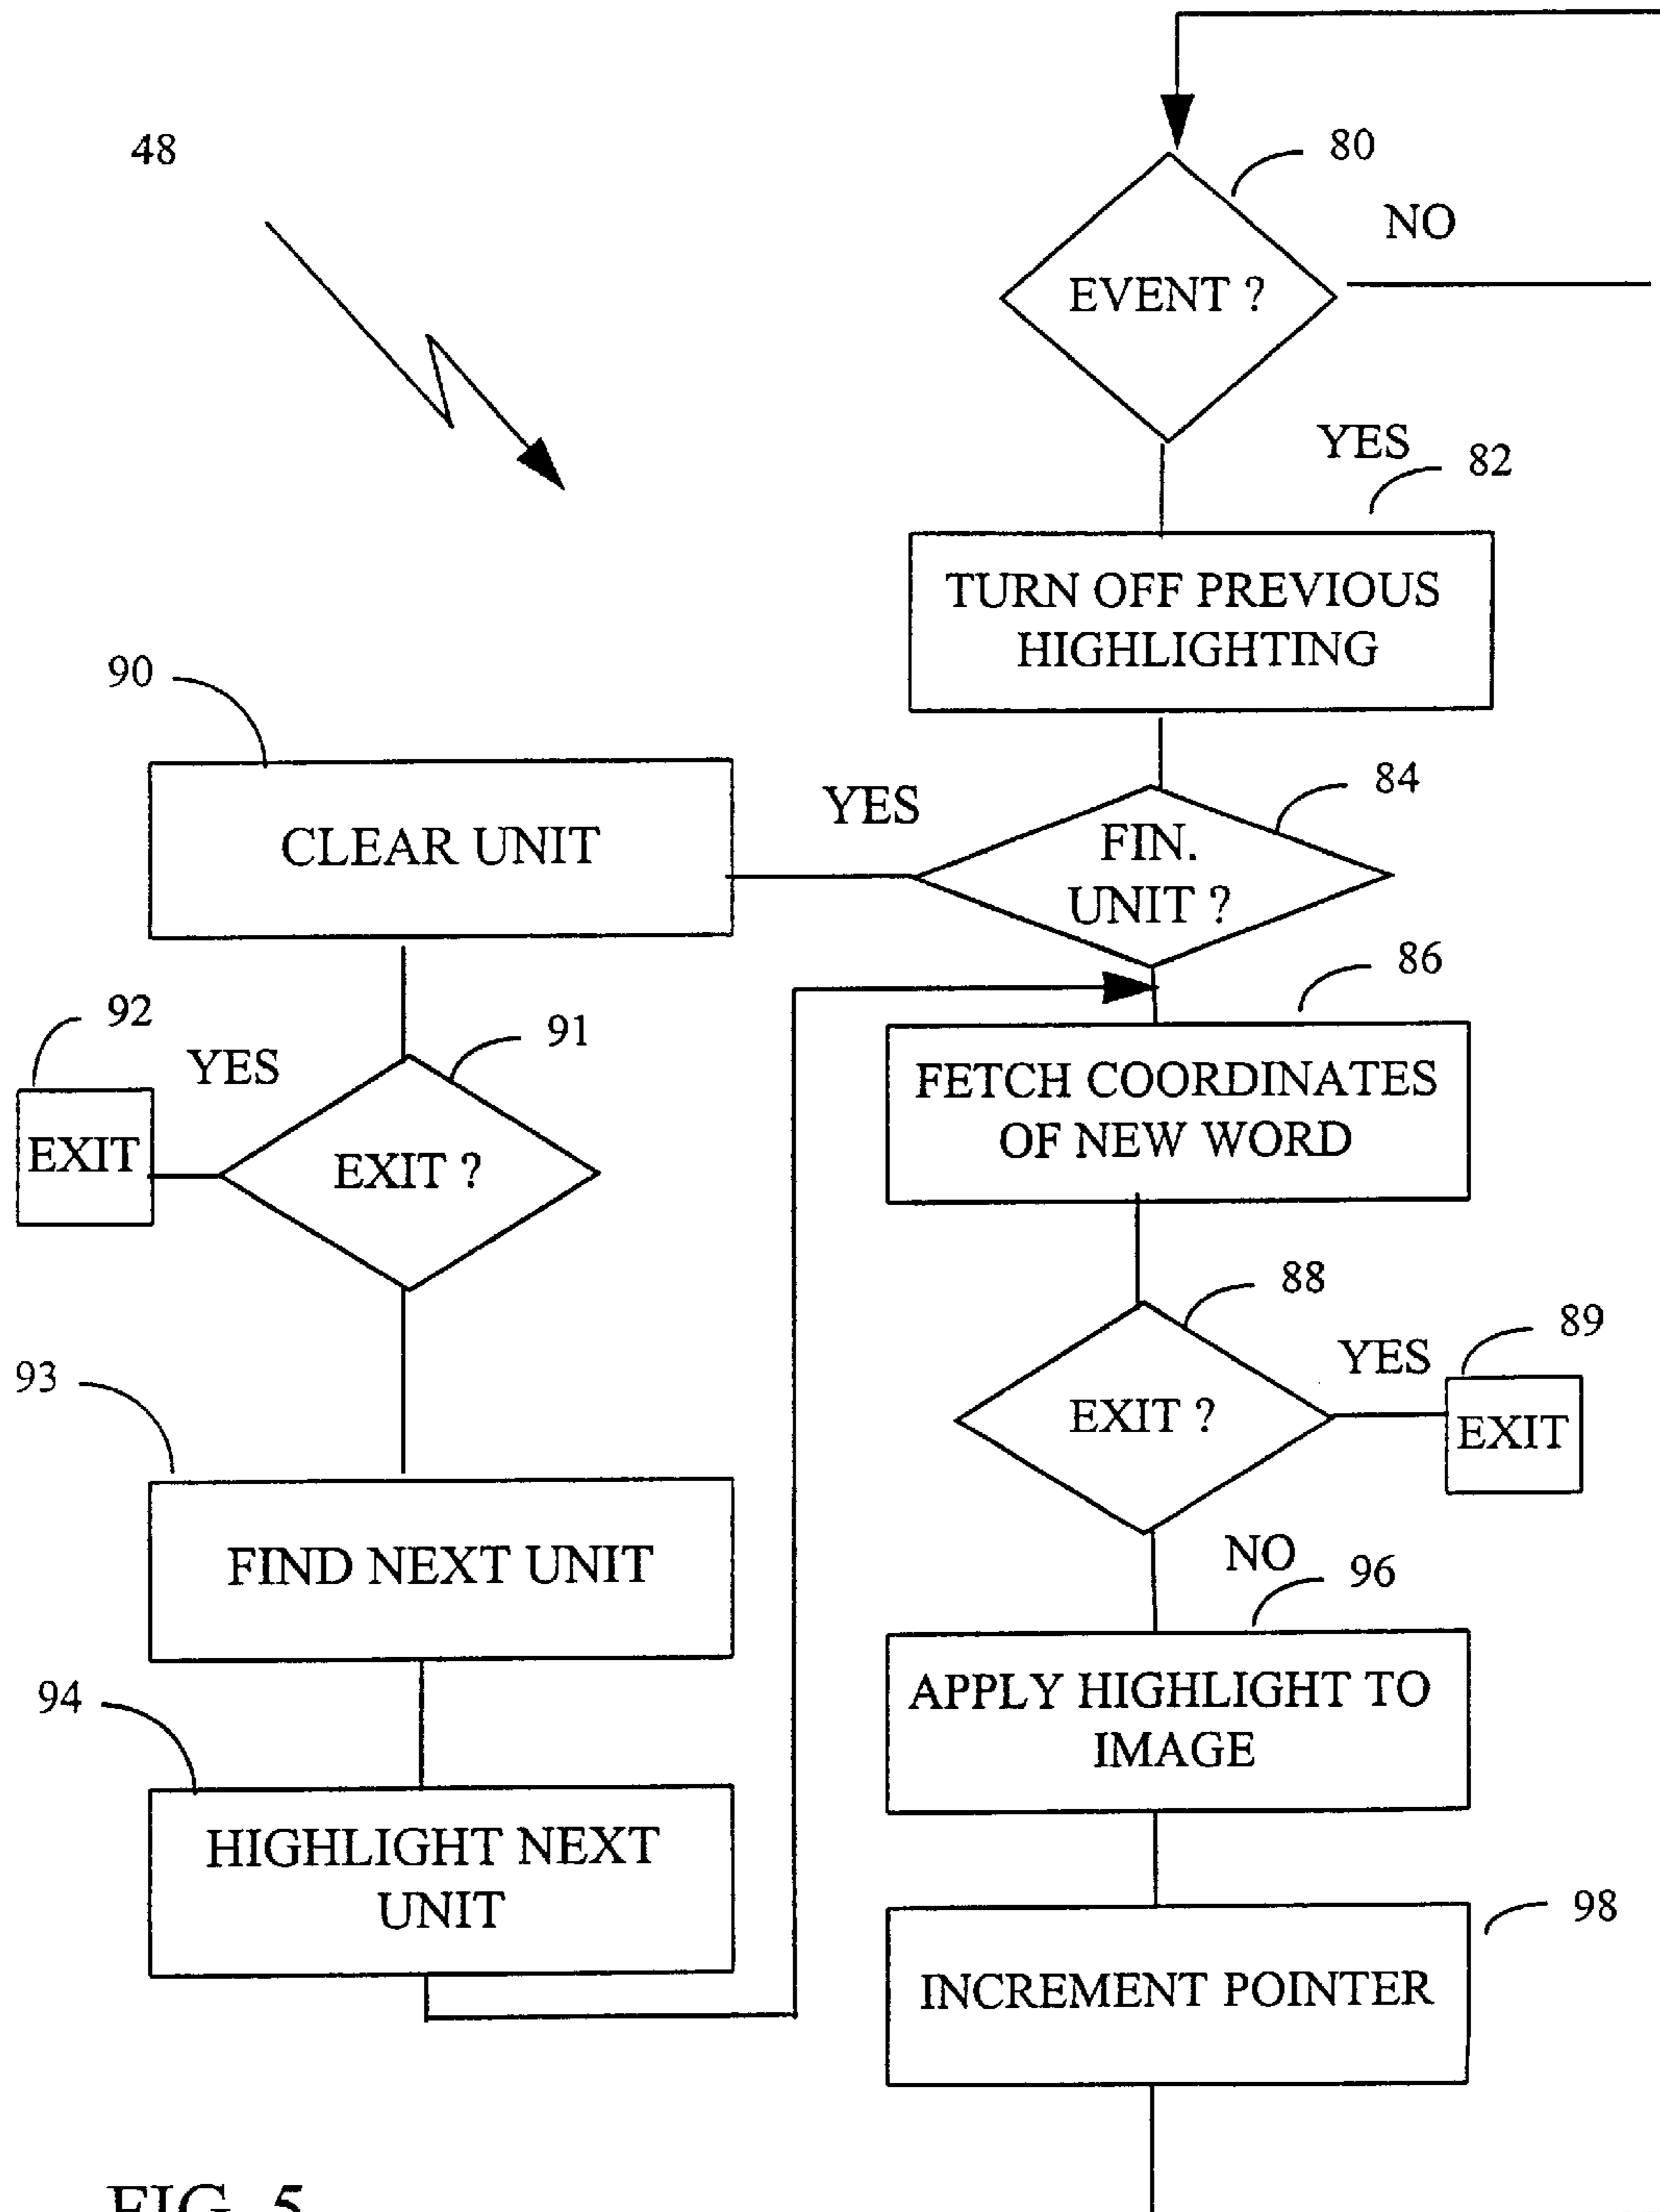 48
80
NO
EVENT ?
YES
82
TURN OFF PREVIOUS
HIGHLIGHTING
90
CLEAR UNIT
YES
84
FIN.
UNIT ?
86
92
YES
91
EXIT
EXIT ?
FETCH COORDINATES
OF NEW WORD
88
89
YES
EXIT ?
EXIT
93
FIND NEXT UNIT
NO
96
94
APPLY HIGHLIGHT TO
IMAGE
HIGHLIGHT NEXT
UNIT
98
INCREMENT POINTER
FIG. 5